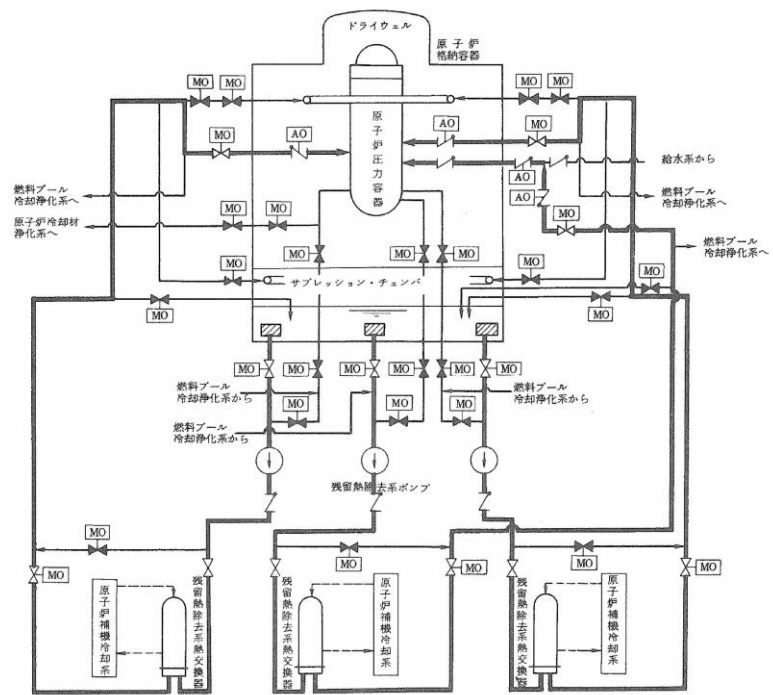 ドライウェル
原子炉
格納容器
MO
MO
MO
MO
原子炉圧力容器
MO
AO
AO
MO
給水系から
AO
燃料プール
冷却浄化系へ
燃料プール
冷却浄化系へ
AO
MO
原子炉冷却材
浄化系へ
MO
MO
MO
MO
MO
燃料プール
冷却浄化系へ
MO
サプレッション・チェンバ
MO
MO
MO
MO
MO
MO
MO
MO
MO
MO
燃料プール
冷却浄化系から
MO
MO
MO
燃料プール
冷却浄化系から
燃料プール
冷却浄化系から
残留熱除去系ポンプ
MO
MO
MO
MO
MO
MO
原子炉補機冷却系
残留熱除去系熱交換器
残留熱除去系熱交換器
原子炉補機冷却系
残留熱除去系熱交換器
原子炉補機冷却系